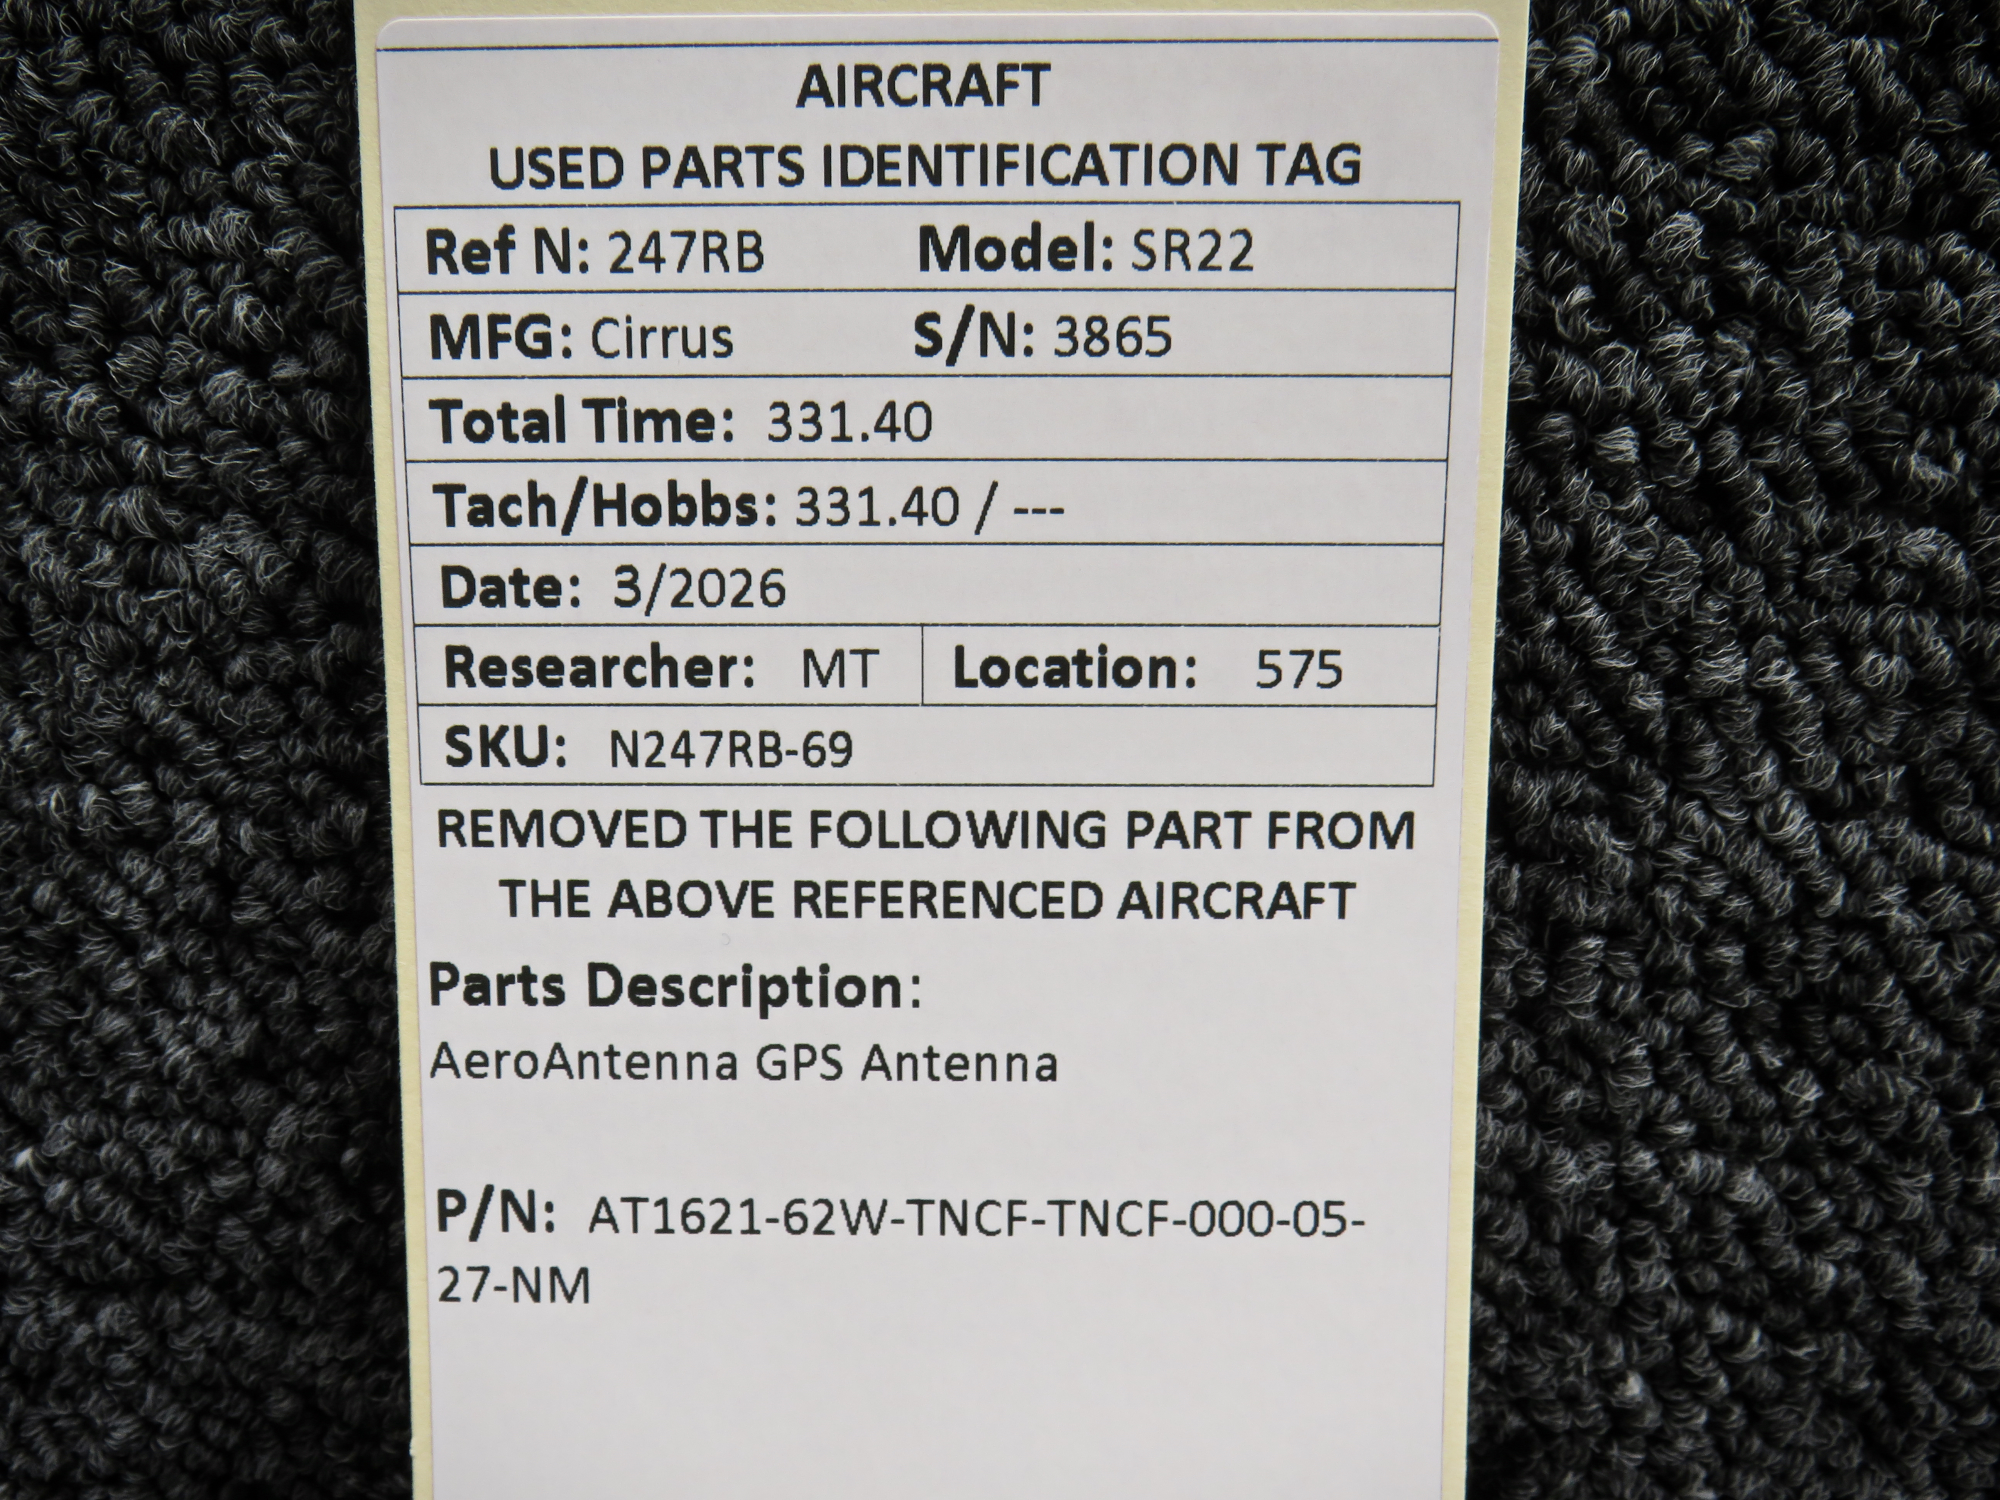 AIRCRAFT
USED PARTS IDENTIFICATION TAG
Ref N: 247RB Model: SR22
MFG: Cirrus S/N: 3865
Total Time: 331.40
Tach/Hobbs: 331.40 / ---
Date: 3/2026
Researcher: MT Location: 575
SKU: N247RB-69
REMOVED THE FOLLOWING PART FROM
THE ABOVE REFERENCED AIRCRAFT
Parts Description:
AeroAntenna GPS Antenna
P/N: AT1621-62W-TNCF-TNCF-000-05-
27-NM